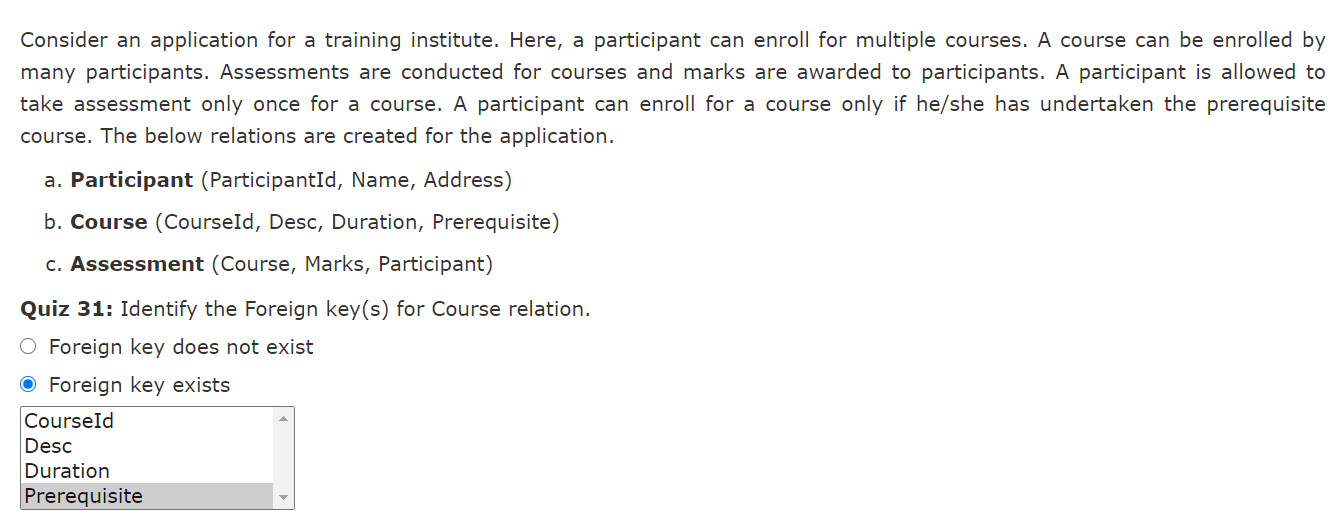 Consider an application for a training institute. Here, a participant can enroll for multiple courses. A course can be enrolled by
many participants. Assessments are conducted for courses and marks are awarded to participants. A participant is allowed to
take assessment only once for a course. A participant can enroll for a course only if he/she has undertaken the prerequisite
course. The below relations are created for the application.
a. Participant (ParticipantId, Name, Address)
b. Course (CourseId, Desc, Duration, Prerequisite)
c. Assessment (Course, Marks, Participant)
Quiz 31: Identify the Foreign key(s) for Course relation.
Foreign key does not exist
Foreign key exists
CourseId
Desc
Duration
Prerequisite